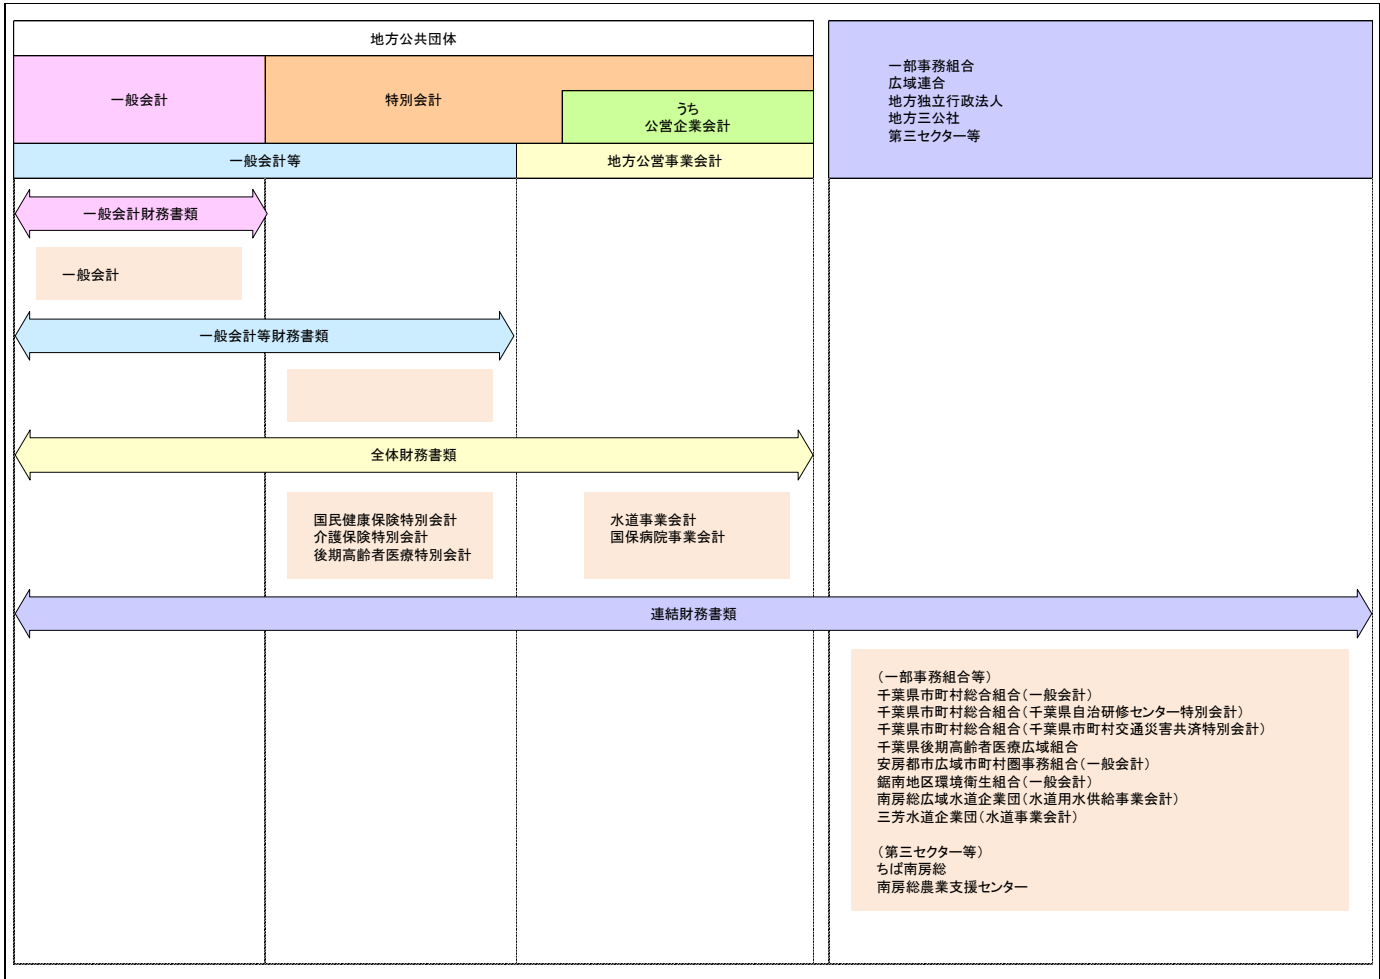 地方公共団体
一般会計
特別会計
うち
公営企業会計
一般会計等
地方公営事業会計
一部事務組合
広域連合
地方独立行政法人
地方三公社
第三セクター等
一般会計財務書類
一般会計
一般会計等財務書類
全体財務書類
国民健康保険特別会計
介護保険特別会計
後期高齢者医療特別会計
水道事業会計
国保病院事業会計
連結財務書類
（一部事務組合等）
千葉県市町村総合組合（一般会計）
千葉県市町村総合組合（千葉県自治研修センター特別会計）
千葉県市町村総合組合（千葉県市町村交通災害共済特別会計）
千葉県後期高齢者医療広域組合
安房郡市広域市町村圏事務組合（一般会計）
鋸南地区環境衛生組合（一般会計）
南房総広域水道企業団（水道用水供給事業会計）
三芳水道企業団（水道事業会計）
（第三セクター等）
ちば南房総
南房総農業支援センター